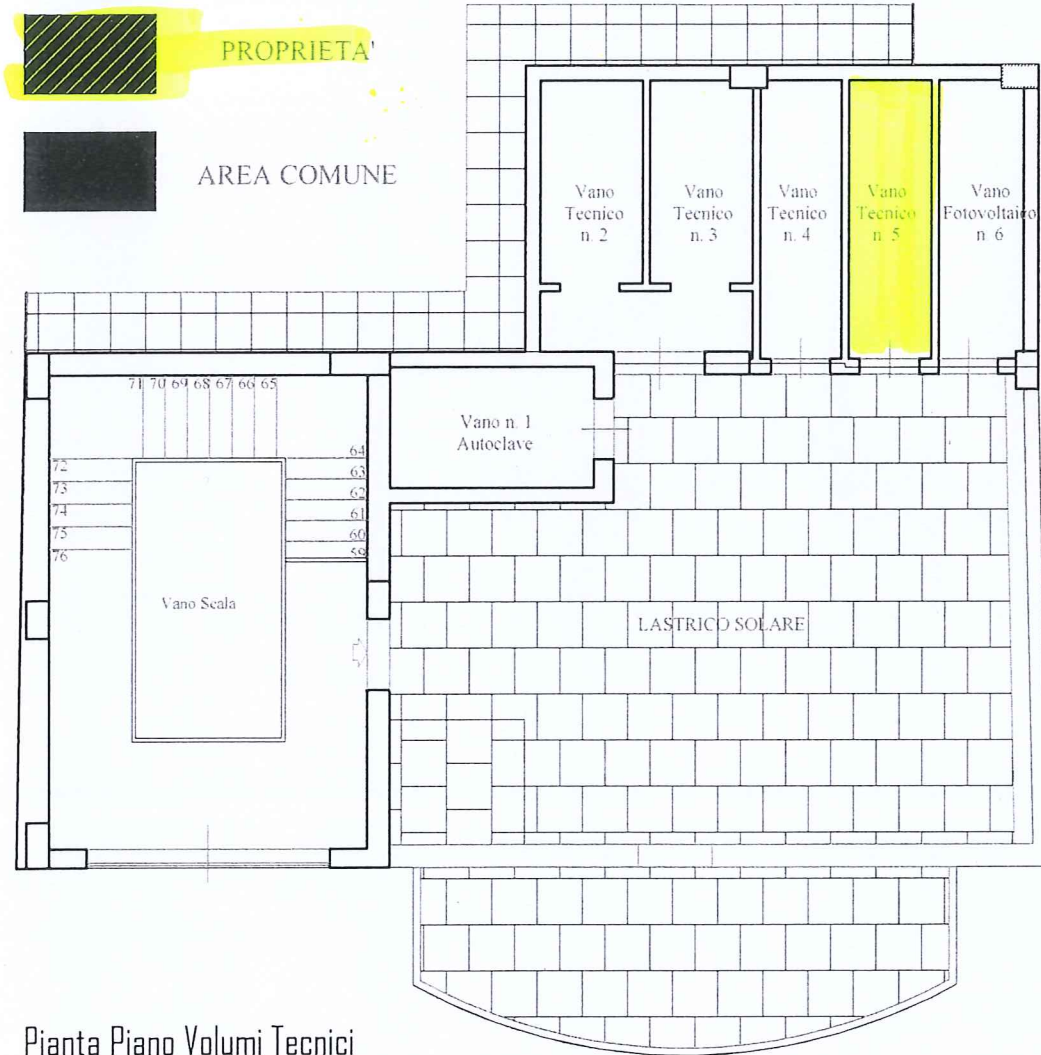 PROPRIETA'
AREA COMUNE
Vano
Tecnico
n. 2
Vano
Tecnico
n. 3
Vano
Tecnico
n. 4
Vano
Tecnico
n. 5
Vano
Fotovoltaico
n. 6
Vano n. 1
Autoclave
71 70 69 68 67 66 65
64
63
62
61
60
59
72
73
74
75
76
Vano Scala
LASTRICO SOLARE
Pianta Piano Volumi Tecnici